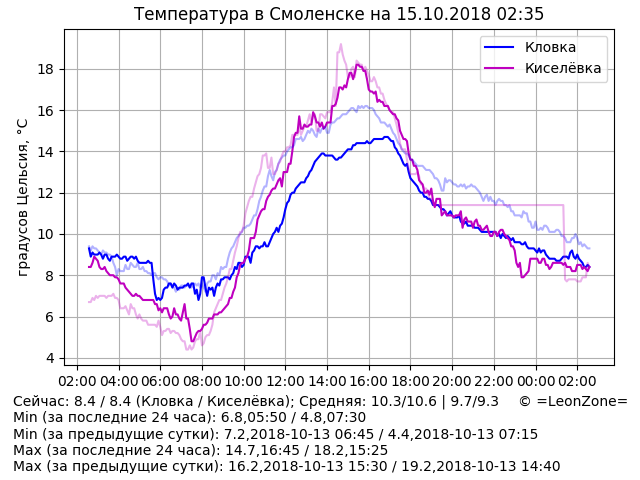 Температура в Смоленске на 15.10.2018 02:35
Кловка
Киселёвка
градусов Цельсия, °C
18
16
14
12
10
8
6
4
02:00 04:00 06:00 08:00 10:00 12:00 14:00 16:00 18:00 20:00 22:00 00:00 02:00
Сейчас: 8.4 / 8.4 (Кловка / Киселёвка); Средняя: 10.3/10.6 | 9.7/9.3 © =LeonZone=
Min (за последние 24 часа): 6.8,05:50 / 4.8,07:30
Min (за предыдущие сутки): 7.2,2018-10-13 06:45 / 4.4,2018-10-13 07:15
Max (за последние 24 часа): 14.7,16:45 / 18.2,15:25
Max (за предыдущие сутки): 16.2,2018-10-13 15:30 / 19.2,2018-10-13 14:40